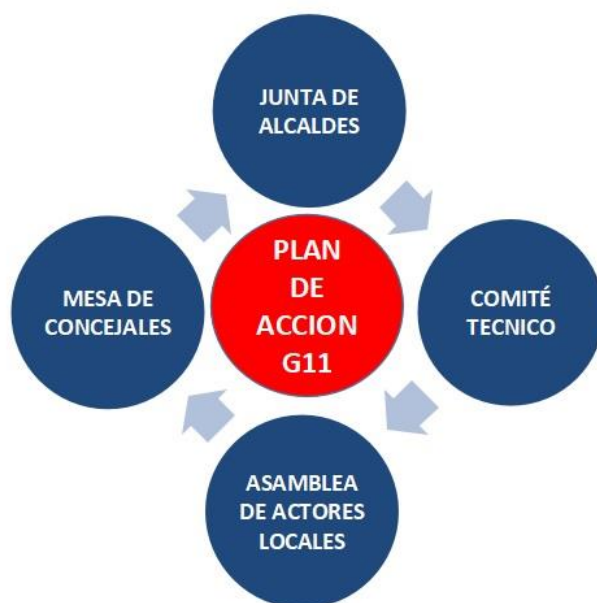 JUNTA DE
ALCALDES
PLAN
DE
ACCION
G11
MESA DE
CONCEJALES
COMITÉ
TECNICO
ASAMBLEA
DE ACTORES
LOCALES